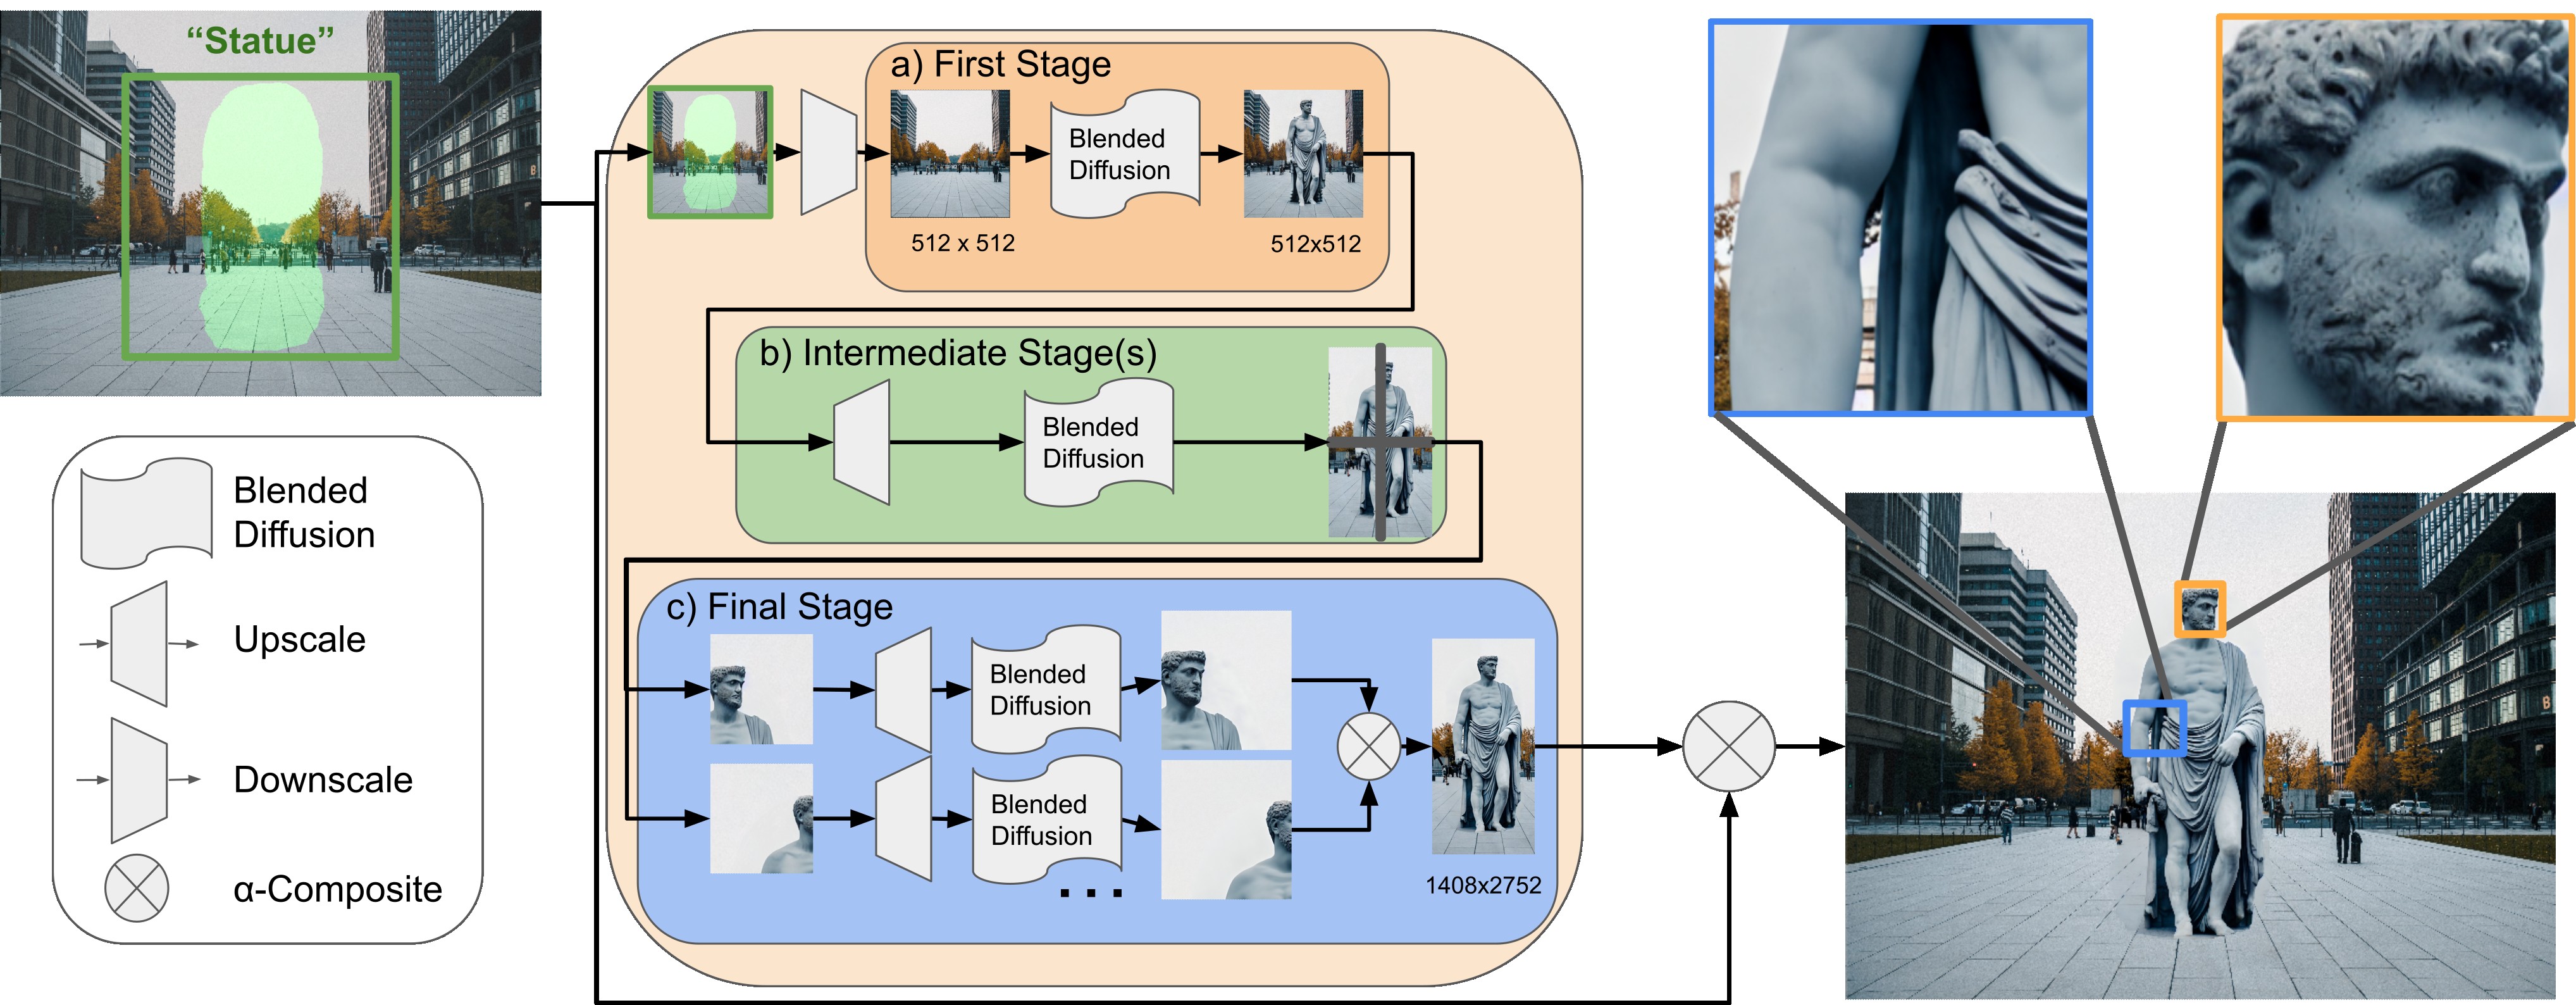 “Statue”
a) First Stage
Blended
Diffusion
512 x 512
512x512
b) Intermediate Stage(s)
Blended
Diffusion
c) Final Stage
Blended
Diffusion
Blended
Diffusion
. . .
1408x2752
Blended
Diffusion
Upscale
Downscale
α-Composite